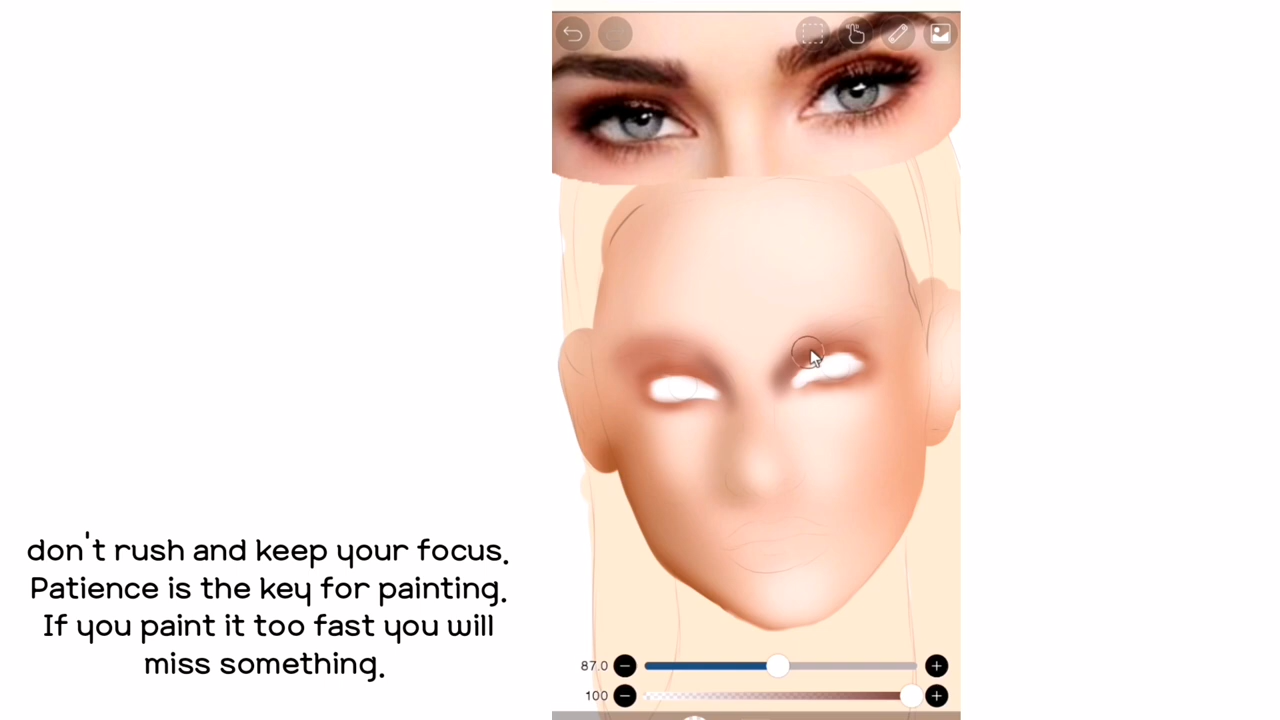 don't rush and keep your focus.
Patience is the key for painting.
If you paint it too fast you will
miss something.
87.0
100